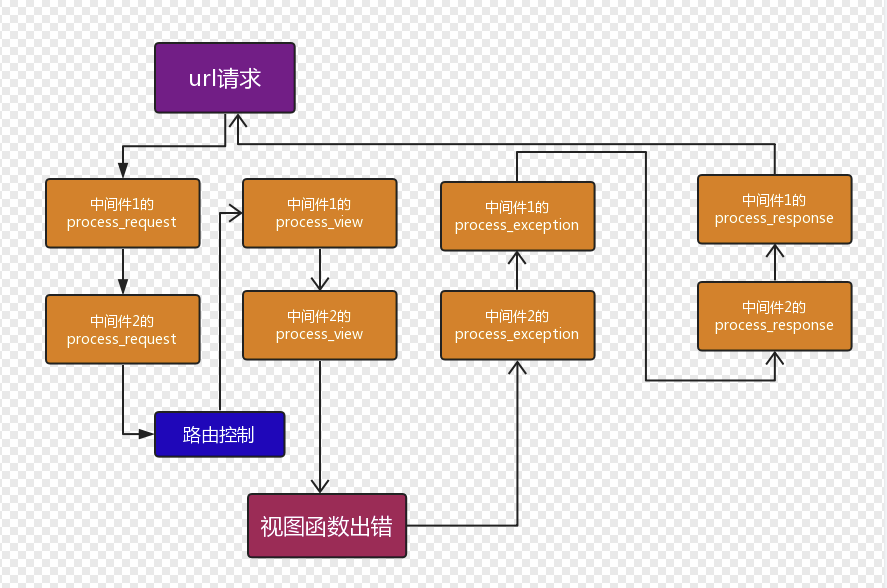 url请求
中间件1的
process_request
中间件2的
process_request
路由控制
中间件1的
process_view
中间件2的
process_view
视图函数出错
中间件1的
process_exception
中间件2的
process_exception
中间件1的
process_response
中间件2的
process_response